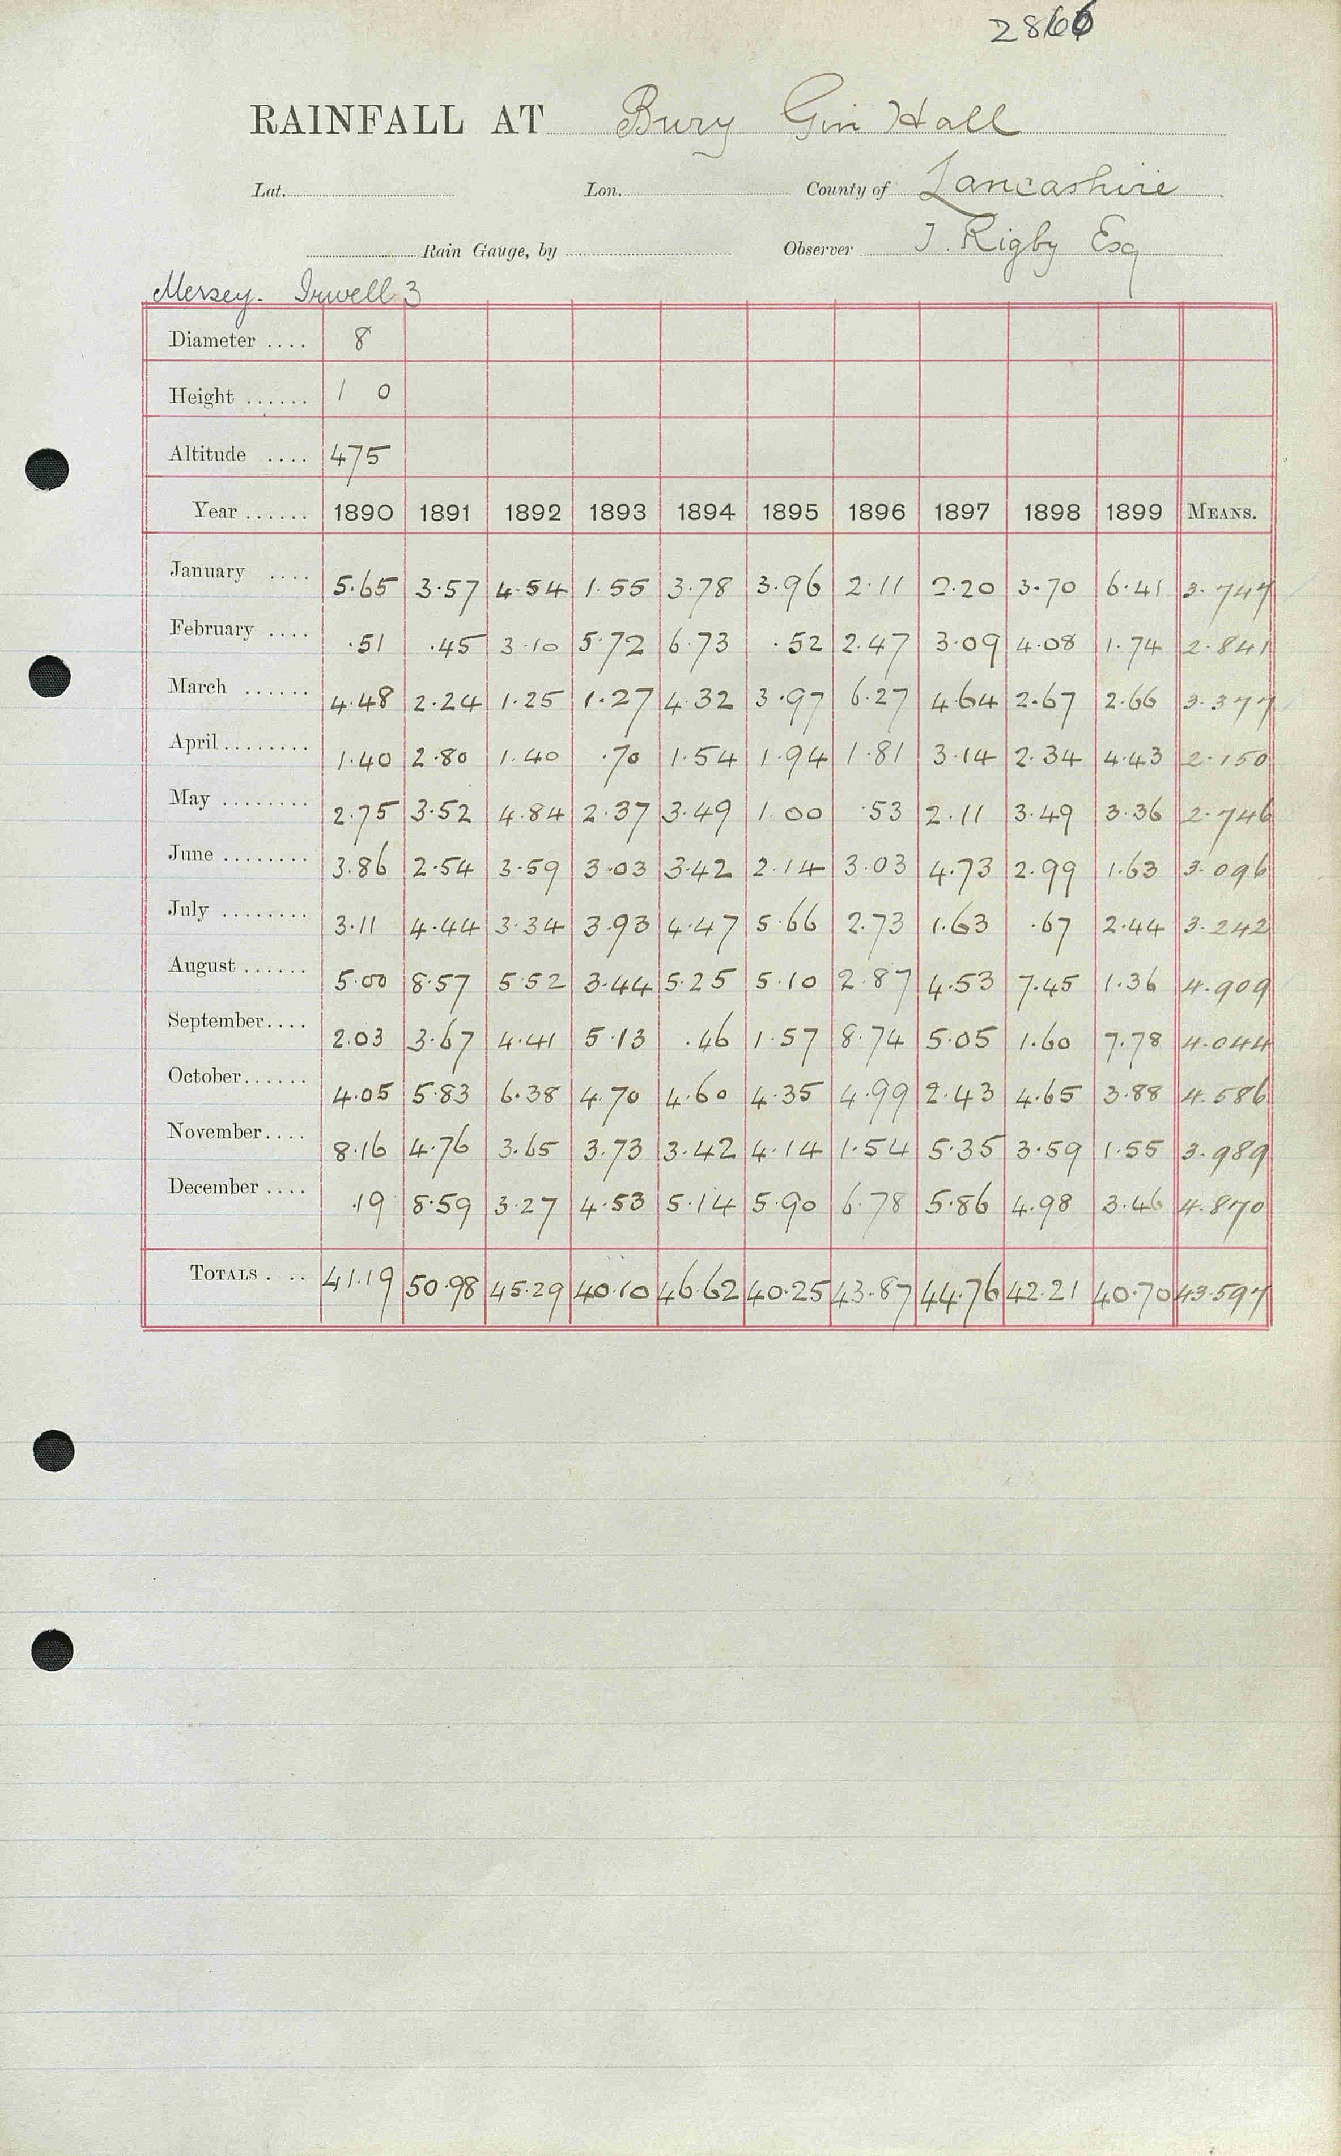 2866
RAINFALL AT Bury Gin Hall
Lat. Lon. County of Lancashire
Rain Gauge, by Observer J. Rigby Esq
Mersey. Irwell 3
Diameter .... 8
Height ...... 1 0
Altitude .... 475
Year ...... 1890 1891 1892 1893 1894 1895 1896 1897 1898 1899 MEANS.
January .... 5.65 3.57 4.54 1.55 3.78 3.96 2.11 2.20 3.70 6.41 3.747
February .... .51 .45 3.10 5.72 6.73 .52 2.47 3.09 4.08 1.74 2.841
March ...... 4.48 2.24 1.25 1.27 4.32 3.97 6.27 4.64 2.67 2.66 3.377
April ........ 1.40 2.80 1.40 .70 1.54 1.94 1.81 3.14 2.34 4.43 2.150
May ........ 2.75 3.52 4.84 2.37 3.49 1.00 .53 2.11 3.49 3.36 2.746
June ........ 3.86 2.54 3.59 3.03 3.42 2.14 3.03 4.73 2.99 1.63 3.096
July ........ 3.11 4.44 3.34 3.93 4.47 5.66 2.73 1.63 .67 2.44 3.242
August ...... 5.00 8.57 5.52 3.44 5.25 5.10 2.87 4.53 7.45 1.36 4.909
September.... 2.03 3.67 4.41 5.13 .46 1.57 8.74 5.05 1.60 7.78 4.044
October...... 4.05 5.83 6.38 4.70 4.60 4.35 4.99 2.43 4.65 3.88 4.586
November.... 8.16 4.76 3.65 3.73 3.42 4.14 1.54 5.35 3.59 1.55 3.989
December .... .19 8.59 3.27 4.53 5.14 5.90 6.78 5.86 4.98 3.46 4.870
TOTALS . .. 41.19 50.98 45.29 40.10 46.62 40.25 43.87 44.76 42.21 40.70 43.597